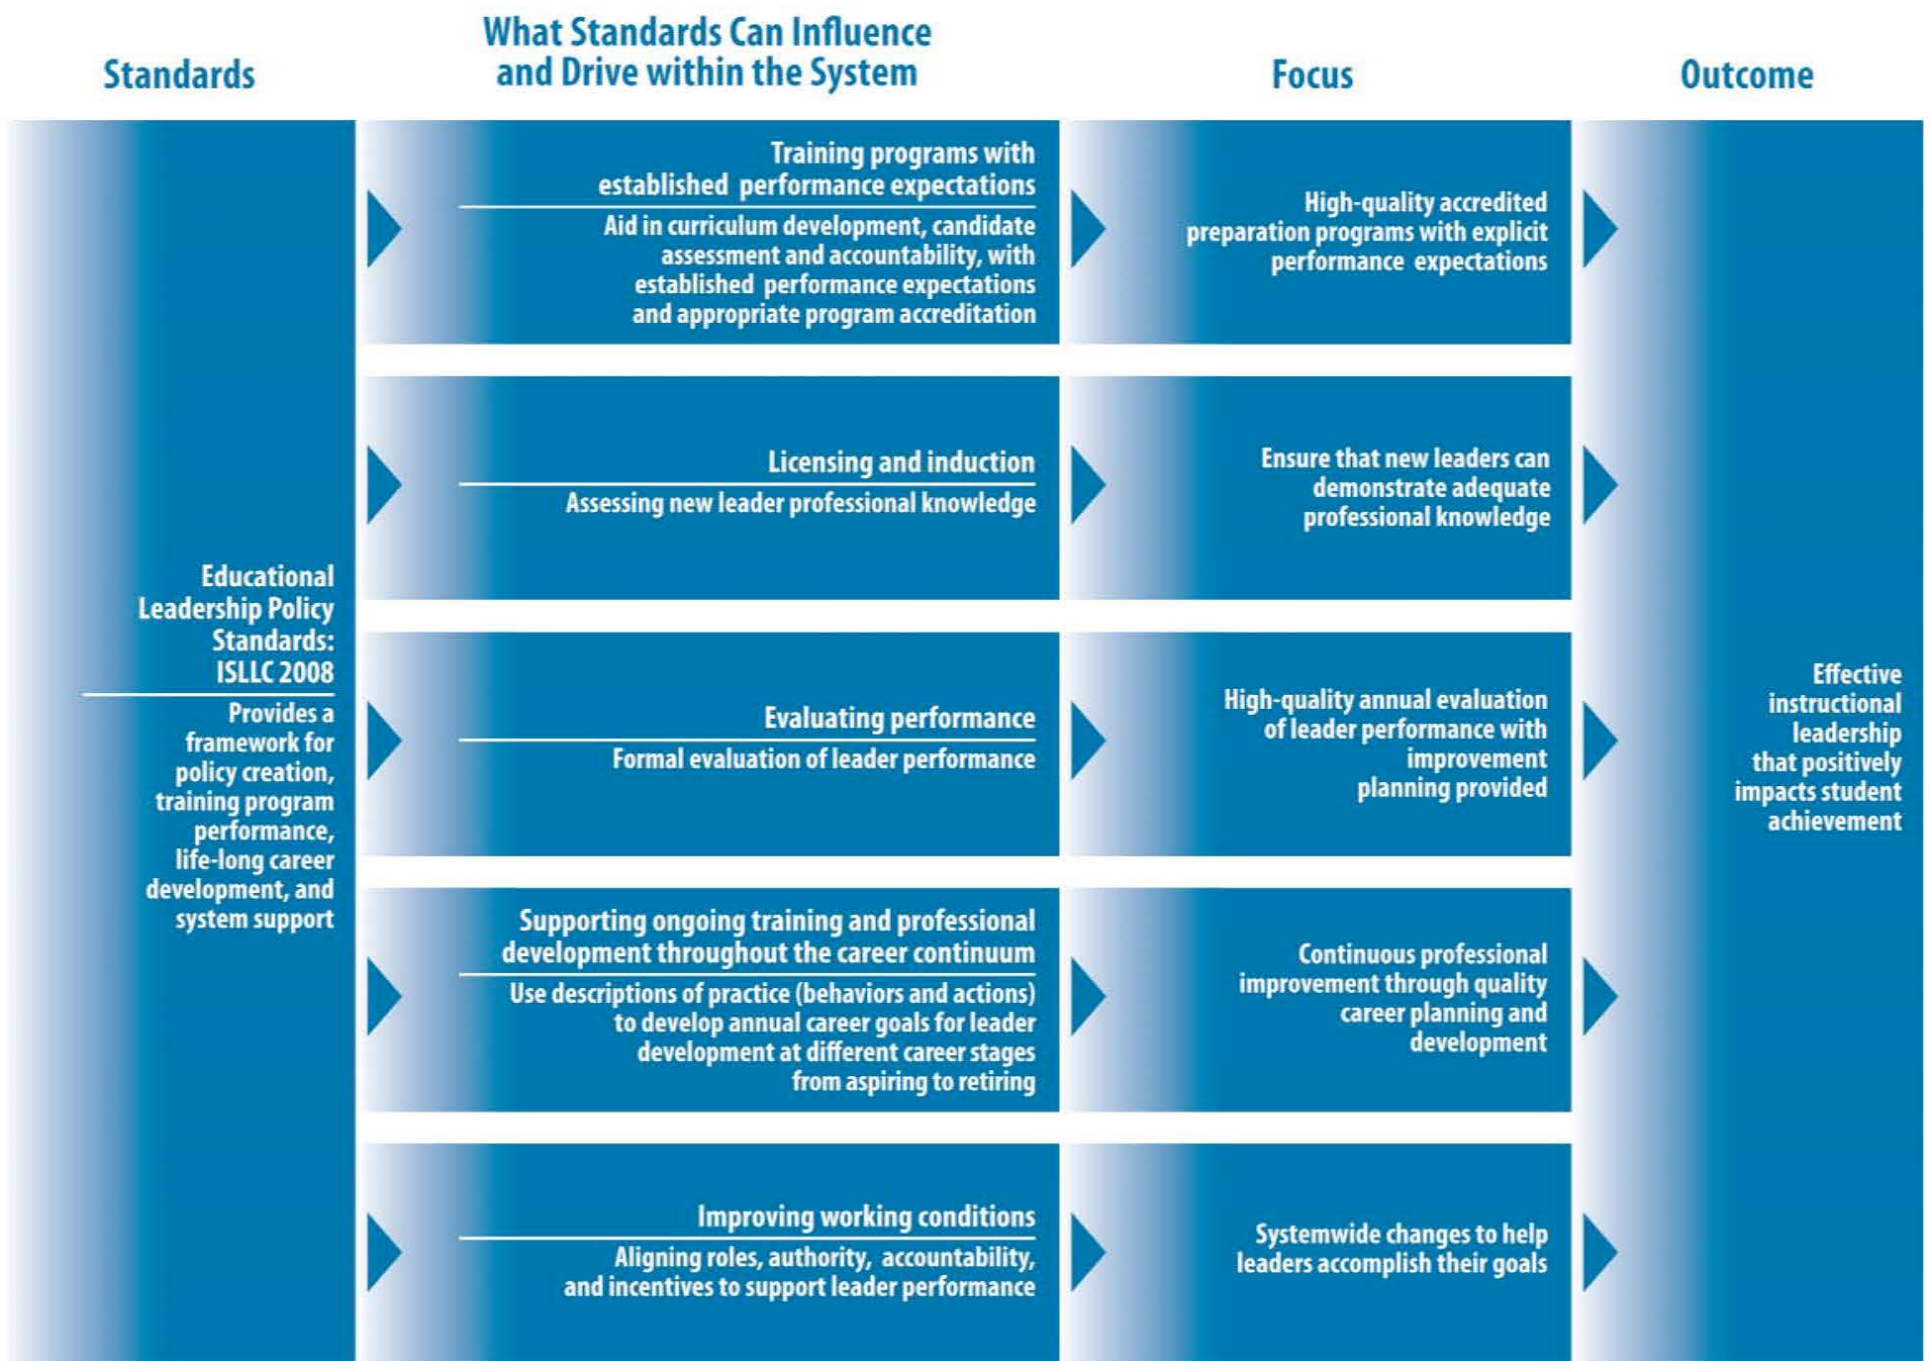 Standards
What Standards Can Influence
and Drive within the System
Focus
Outcome
Educational
Leadership Policy
Standards:
ISLLC 2008
Provides a
framework for
policy creation,
training program
performance,
life-long career
development, and
system support
Training programs with
established performance expectations
Aid in curriculum development, candidate
assessment and accountability, with
established performance expectations
and appropriate program accreditation
High-quality accredited
preparation programs with explicit
performance expectations
Licensing and induction
Assessing new leader professional knowledge
Ensure that new leaders can
demonstrate adequate
professional knowledge
Evaluating performance
Formal evaluation of leader performance
High-quality annual evaluation
of leader performance with
improvement
planning provided
Supporting ongoing training and professional
development throughout the career continuum
Use descriptions of practice (behaviors and actions)
to develop annual career goals for leader
development at different career stages
from aspiring to retiring
Continuous professional
improvement through quality
career planning and
development
Improving working conditions
Aligning roles, authority, accountability,
and incentives to support leader performance
Systemwide changes to help
leaders accomplish their goals
Effective
instructional
leadership
that positively
impacts student
achievement